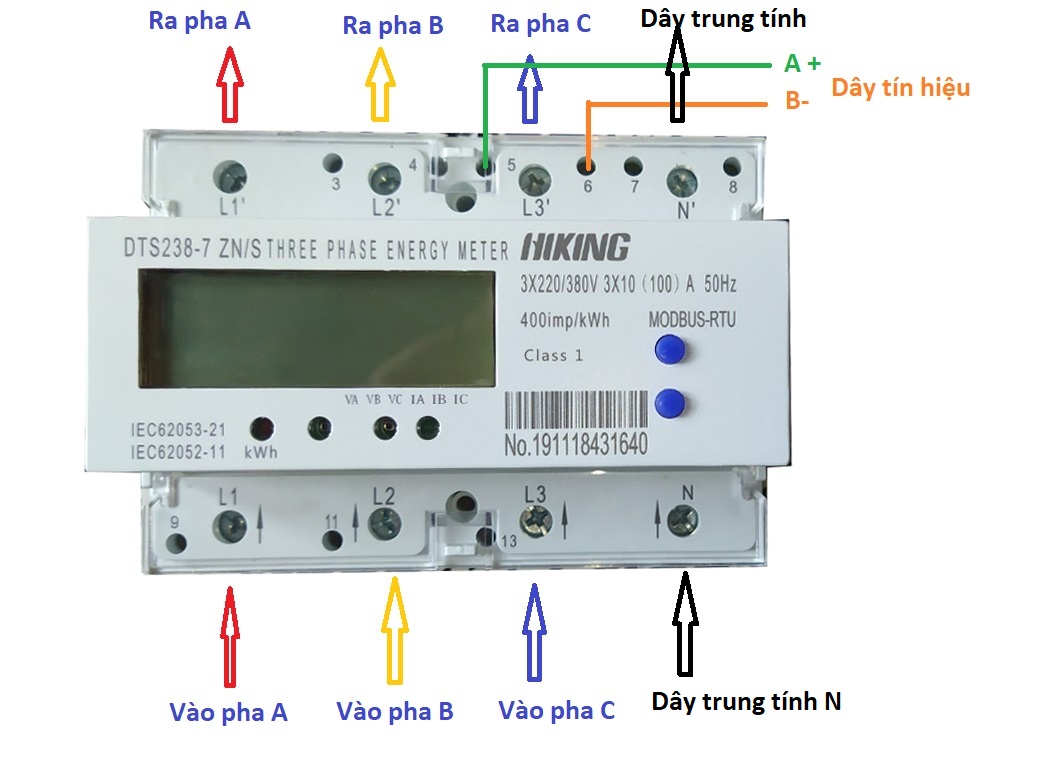 Ra pha A
Ra pha B
Ra pha C
Dây trung tính
A +
B-
Dây tín hiệu
3
4
5
6
7
8
L1'
L2'
L3'
N'
DTS238-7 ZN/S THREE PHASE ENERGY METER
HIKING
3X220/380V 3X10 (100) A 50Hz
400imp/kWh
MODBUS-RTU
Class 1
VA VB VC IA IB IC
IEC62053-21
IEC62052-11
kWh
No.191118431640
L1
L2
L3
N
9
11
13
Vào pha A
Vào pha B
Vào pha C
Dây trung tính N